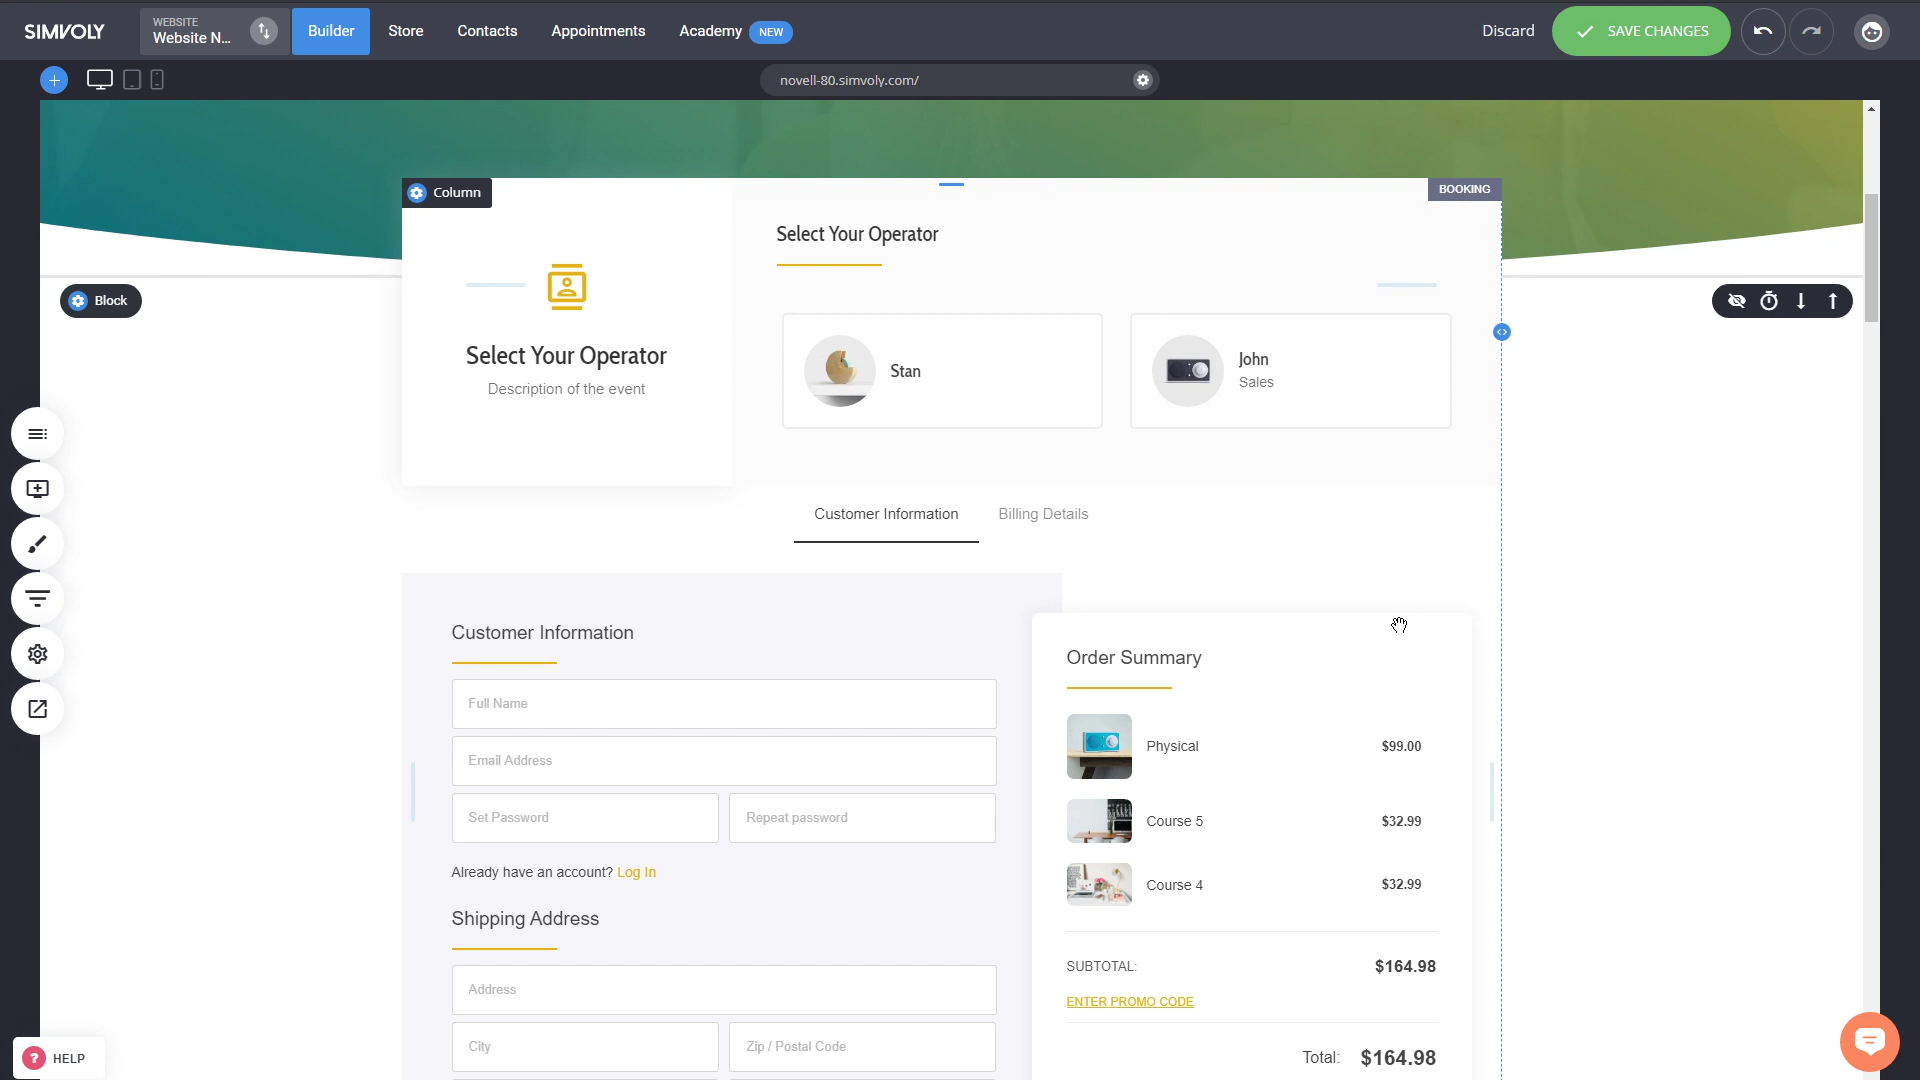 SIMVOLY
WEBSITE
Website N...
Builder
Store
Contacts
Appointments
Academy
NEW
Discard
SAVE CHANGES
novell-80.simvoly.com/
Column
BOOKING
Block
Select Your Operator
Description of the event
Select Your Operator
Stan
John
Sales
Customer Information
Billing Details
Customer Information
Full Name
Email Address
Set Password
Repeat password
Already have an account? Log In
Shipping Address
Address
City
Zip / Postal Code
Order Summary
Physical
$99.00
Course 5
$32.99
Course 4
$32.99
SUBTOTAL:
$164.98
ENTER PROMO CODE
Total:
$164.98
? HELP